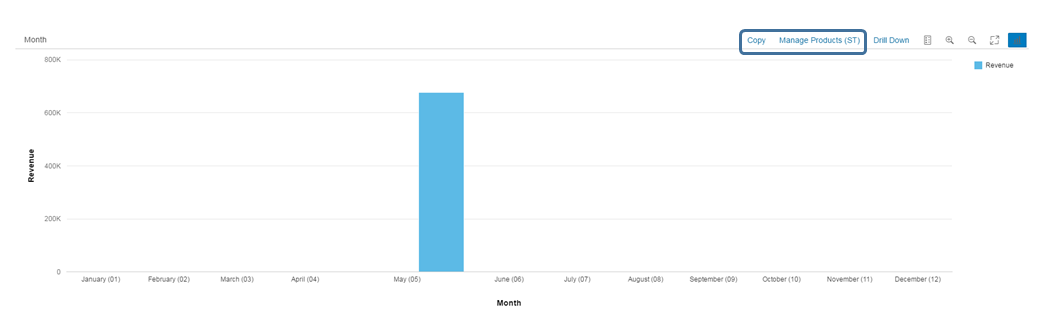 Month
Copy Manage Products (ST) Drill Down
Revenue
800K
600K
400K
200K
0
Revenue
January (01) February (02) March (03) April (04) May (05) June (06) July (07) August (08) September (09) October (10) November (11) December (12)
Month